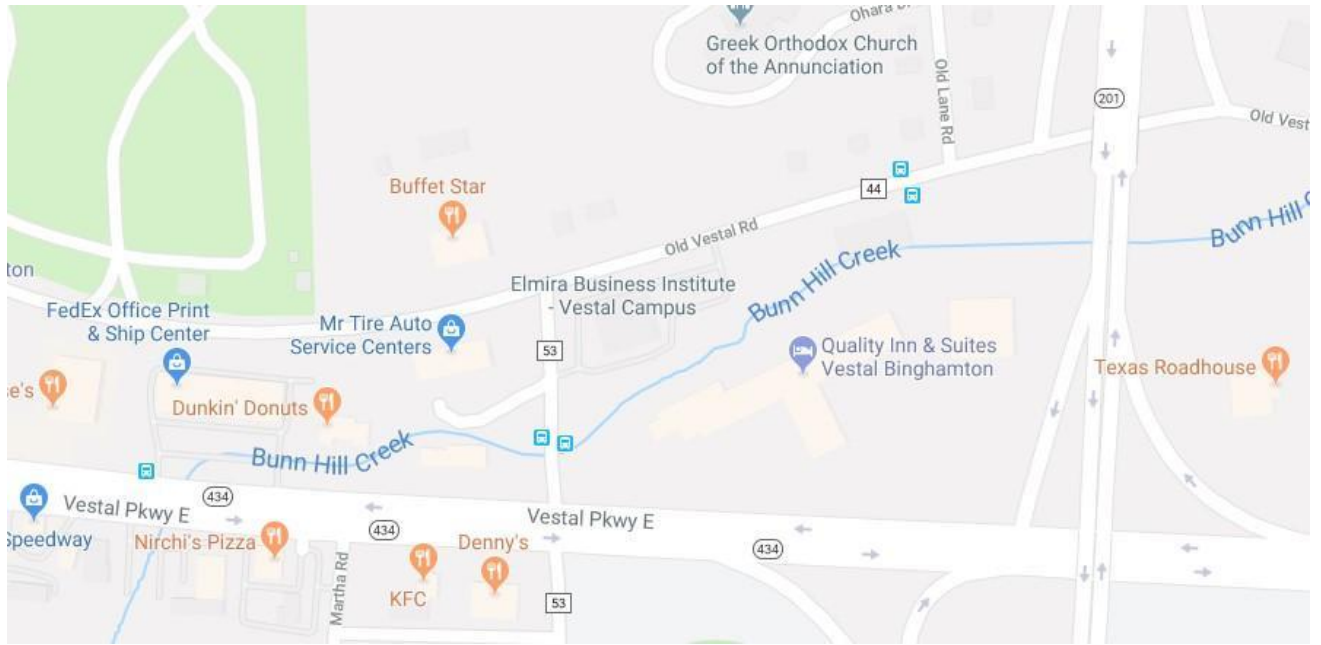 Ohara
Greek Orthodox Church
of the Annunciation
Old Lane Rd
201
Old Vest
44
Buffet Star
Old Vestal Rd
Bunn Hill Creek
Bunn Hill
ton
Elmira Business Institute
- Vestal Campus
FedEx Office Print
& Ship Center
Mr Tire Auto
Service Centers
53
Quality Inn & Suites
Vestal Binghamton
Texas Roadhouse
e's
Dunkin' Donuts
Bunn Hill Creek
434
Vestal Pkwy E
434
Vestal Pkwy E
434
Speedway
Nirchi's Pizza
Denny's
Martha Rd
KFC
53